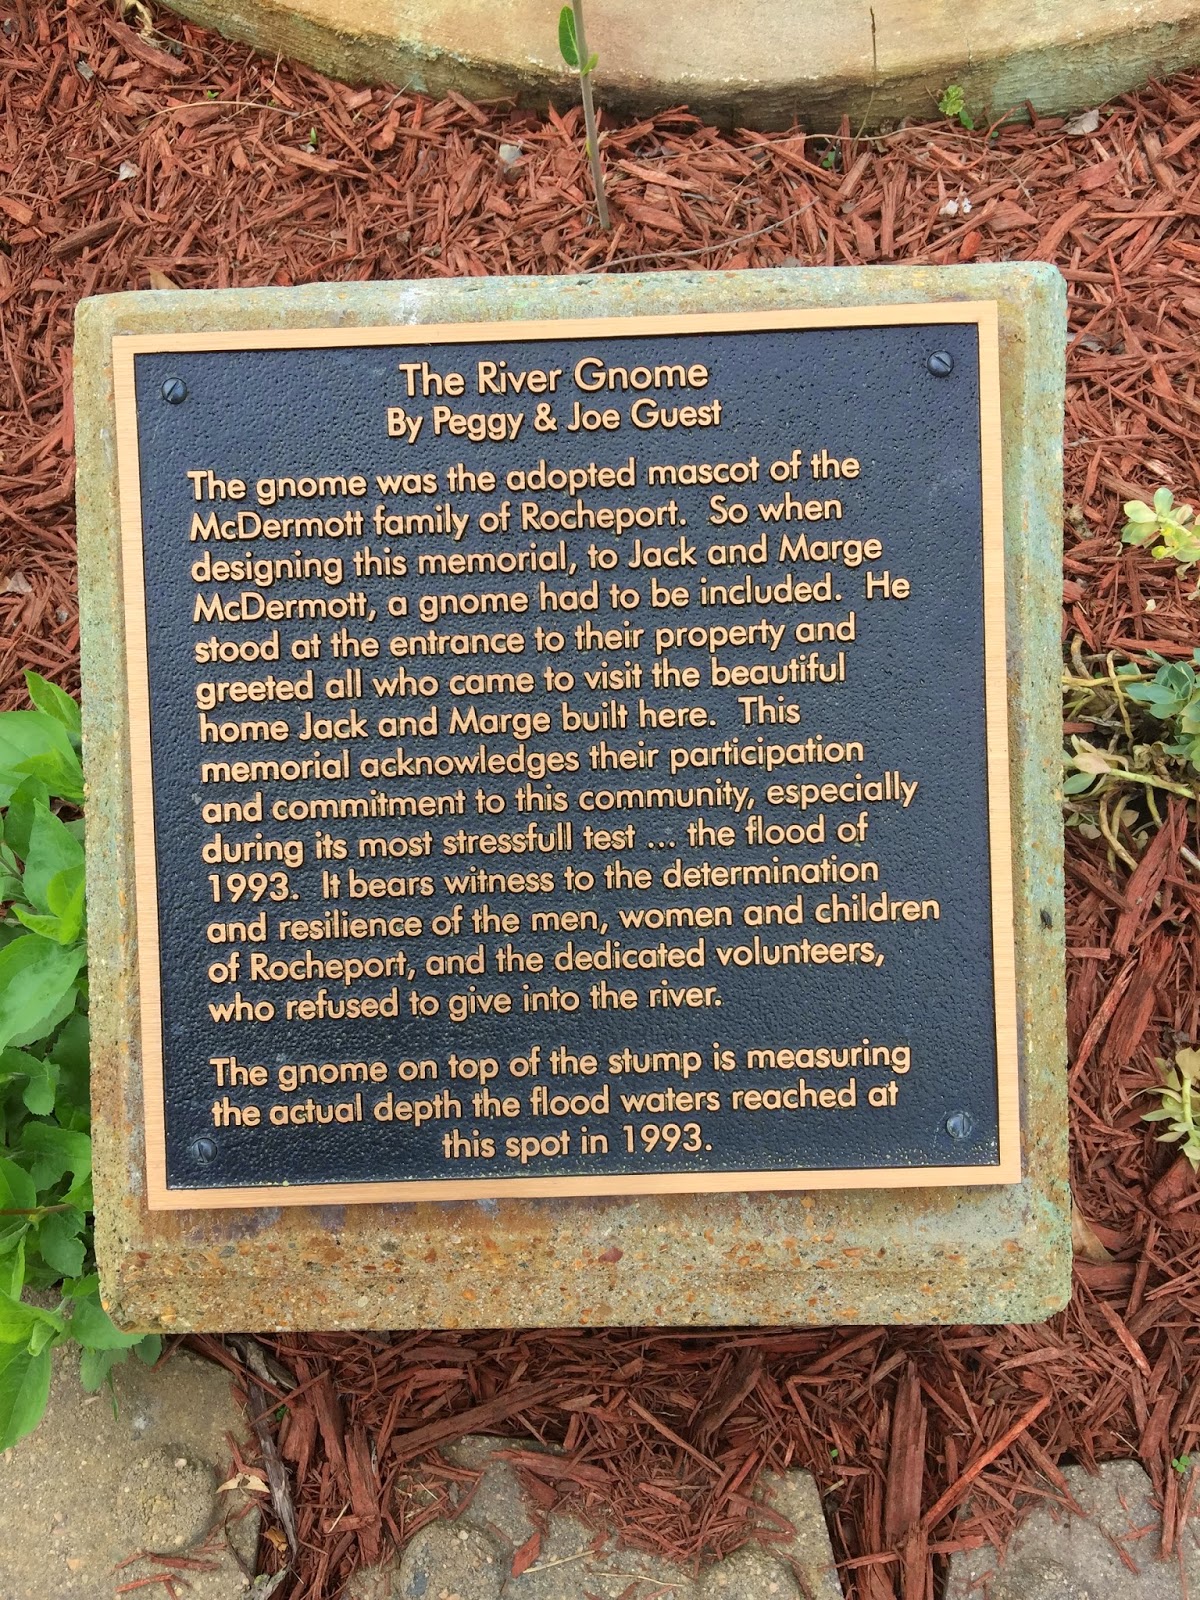 The River Gnome
By Peggy & Joe Guest
The gnome was the adopted mascot of the
McDermott family of Rocheport.  So when
designing this memorial, to Jack and Marge
McDermott, a gnome had to be included.  He
stood at the entrance to their property and
greeted all who came to visit the beautiful
home Jack and Marge built here.  This
memorial acknowledges their participation
and commitment to this community, especially
during its most stressfull test ... the flood of
1993.  It bears witness to the determination
and resilience of the men, women and children
of Rocheport, and the dedicated volunteers,
who refused to give into the river.
The gnome on top of the stump is measuring
the actual depth the flood waters reached at
this spot in 1993.